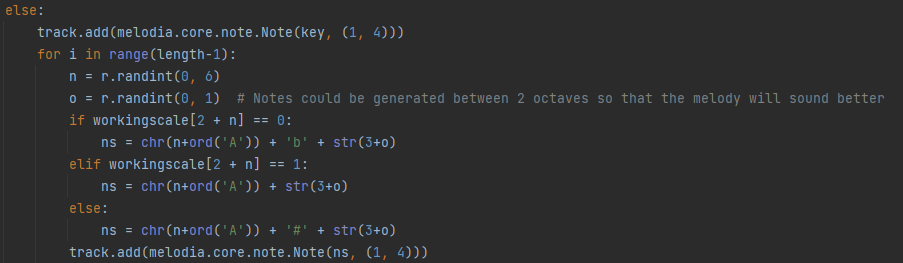 else:
    track.add(melodia.core.note.Note(key, (1, 4)))
    for i in range(length-1):
        n = r.randint(0, 6)
        o = r.randint(0, 1)  # Notes could be generated between 2 octaves so that the melody will sound better
        if workingscale[2 + n] == 0:
            ns = chr(n+ord('A')) + 'b' + str(3+o)
        elif workingscale[2 + n] == 1:
            ns = chr(n+ord('A')) + str(3+o)
        else:
            ns = chr(n+ord('A')) + '#' + str(3+o)
        track.add(melodia.core.note.Note(ns, (1, 4)))